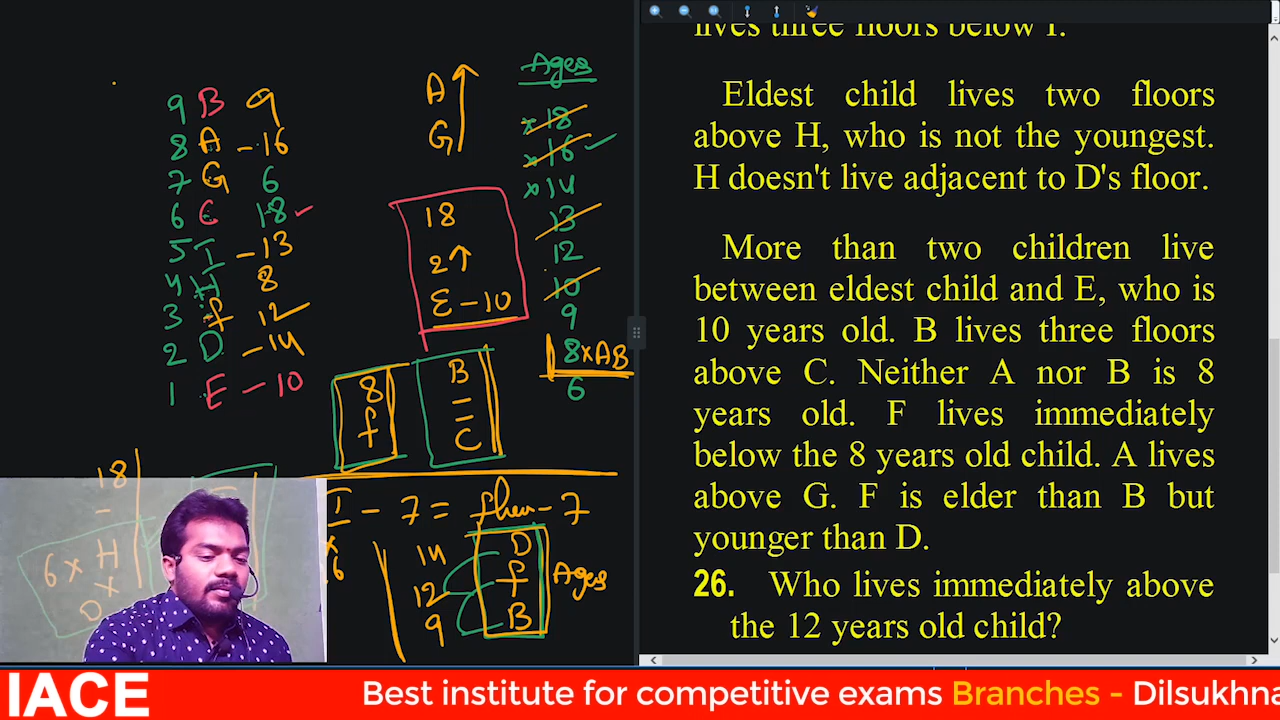 9 B 9
8 A - 16
7 G 6
6 C 18 ✓
5 I - 13
4 H 8
3 F 12
2 D - 14
1 E - 10
A
G
Ages
x 18
x 16 ✓
x 14
13
12
10
9
8 x AB
6
18
2↑
E - 10
8
F
B
–
–
C
18
–
6 x H
x
D
I - 7 = fhen - 7
x
16
14 D
12 F
9 B
Ages
lives three floors below I.
Eldest child lives two floors
above H, who is not the youngest.
H doesn't live adjacent to D's floor.
More than two children live
between eldest child and E, who is
10 years old. B lives three floors
above C. Neither A nor B is 8
years old. F lives immediately
below the 8 years old child. A lives
above G. F is elder than B but
younger than D.
26. Who lives immediately above
the 12 years old child?
IACE
Best institute for competitive exams Branches - Dilsukhna